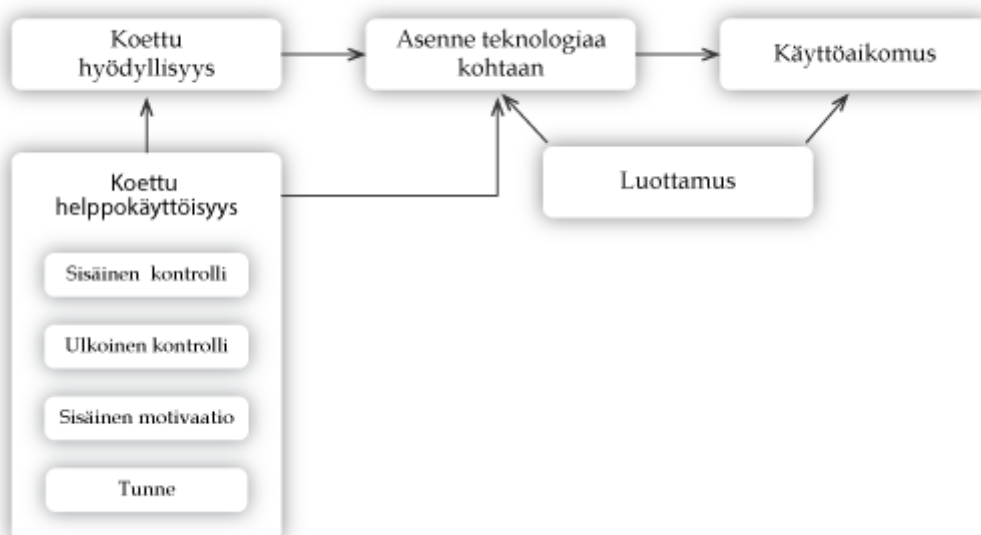 Koettu
hyödyllisyys
Asenne teknologiaa
kohtaan
Käyttöaikomus
Luottamus
Koettu
helppokäyttöisyys
Sisäinen kontrolli
Ulkoinen kontrolli
Sisäinen motivaatio
Tunne